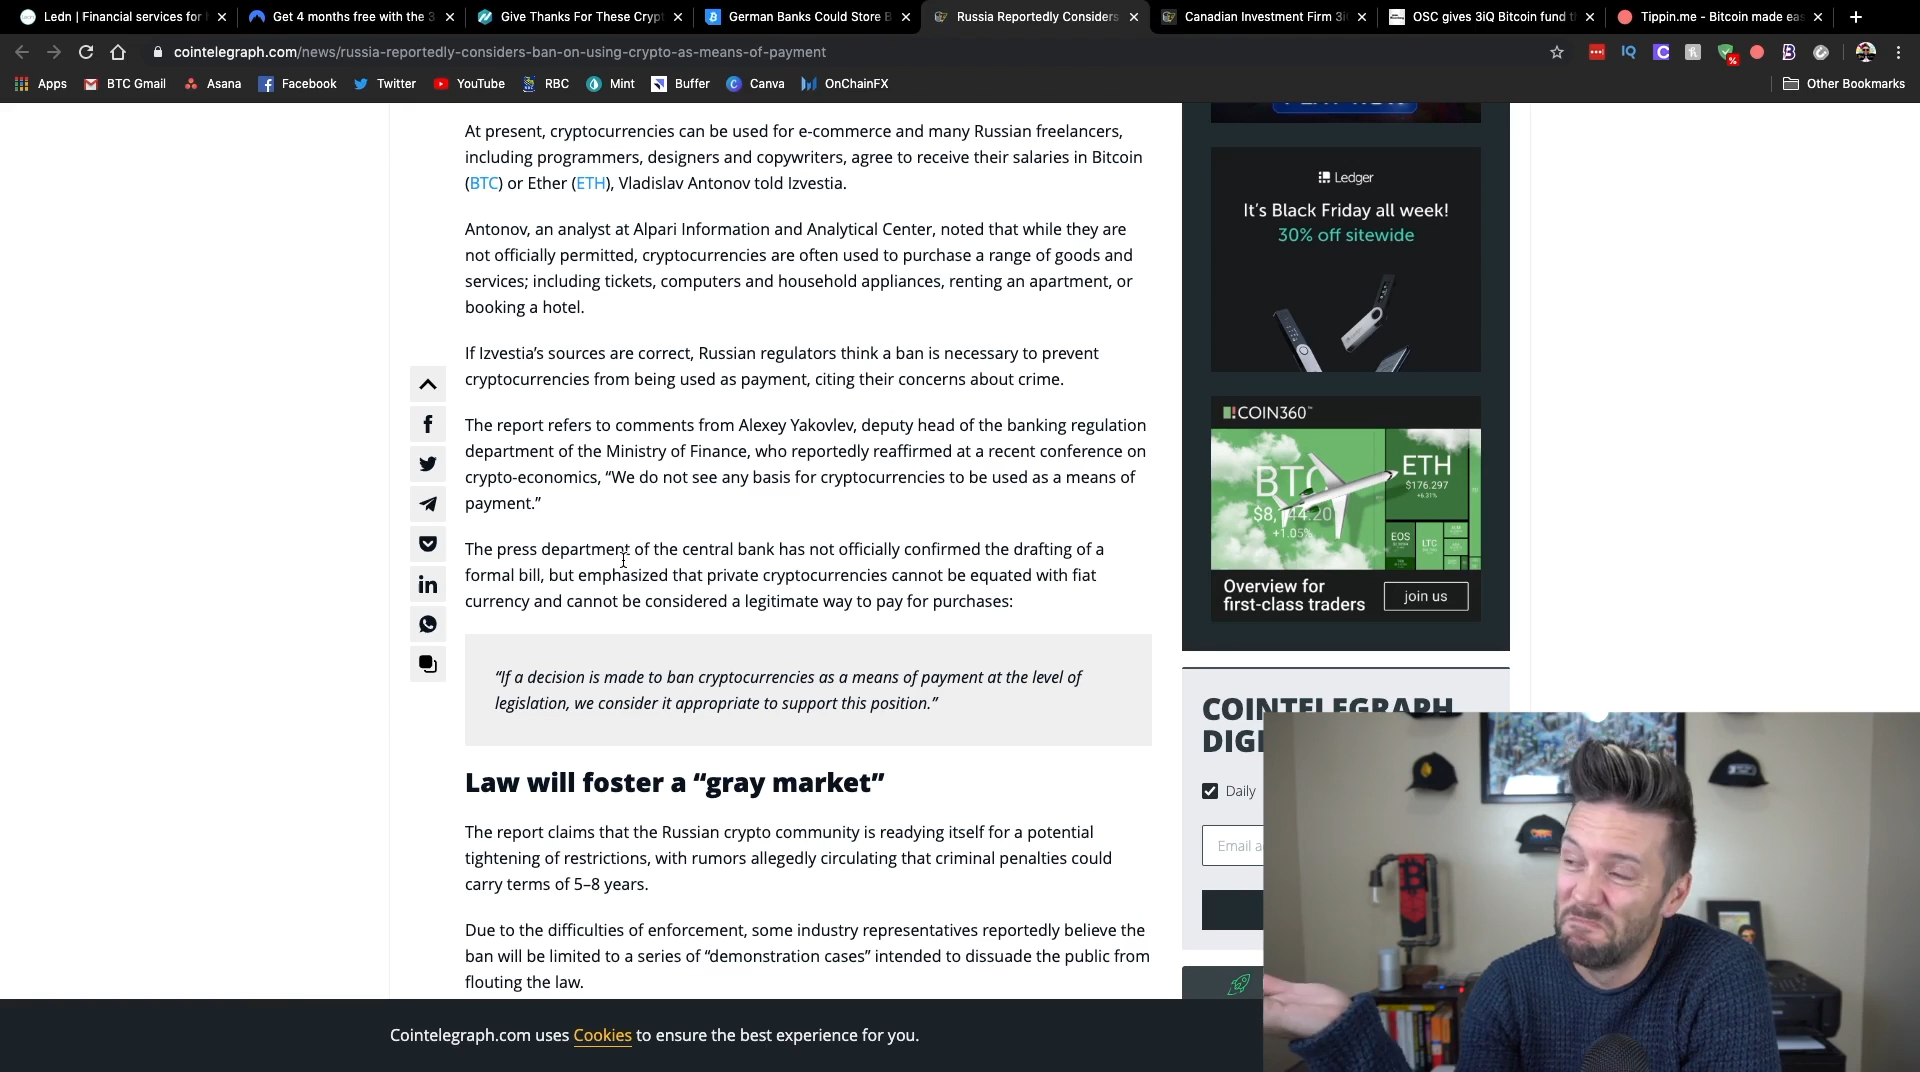 Ledn | Financial services for
Get 4 months free with the 3
Give Thanks For These Crypt
German Banks Could Store B
Russia Reportedly Considers
Canadian Investment Firm 3i
OSC gives 3iQ Bitcoin fund t
Tippin.me - Bitcoin made ea
cointelegraph.com/news/russia-reportedly-considers-ban-on-using-crypto-as-means-of-payment
Apps BTC Gmail Asana Facebook Twitter YouTube RBC Mint Buffer Canva OnChainFX Other Bookmarks
At present, cryptocurrencies can be used for e-commerce and many Russian freelancers,
including programmers, designers and copywriters, agree to receive their salaries in Bitcoin
(BTC) or Ether (ETH), Vladislav Antonov told Izvestia.
Antonov, an analyst at Alpari Information and Analytical Center, noted that while they are
not officially permitted, cryptocurrencies are often used to purchase a range of goods and
services; including tickets, computers and household appliances, renting an apartment, or
booking a hotel.
If Izvestia's sources are correct, Russian regulators think a ban is necessary to prevent
cryptocurrencies from being used as payment, citing their concerns about crime.
The report refers to comments from Alexey Yakovlev, deputy head of the banking regulation
department of the Ministry of Finance, who reportedly reaffirmed at a recent conference on
crypto-economics, “We do not see any basis for cryptocurrencies to be used as a means of
payment.”
The press department of the central bank has not officially confirmed the drafting of a
formal bill, but emphasized that private cryptocurrencies cannot be equated with fiat
currency and cannot be considered a legitimate way to pay for purchases:
“If a decision is made to ban cryptocurrencies as a means of payment at the level of
legislation, we consider it appropriate to support this position.”
Law will foster a “gray market”
The report claims that the Russian crypto community is readying itself for a potential
tightening of restrictions, with rumors allegedly circulating that criminal penalties could
carry terms of 5–8 years.
Due to the difficulties of enforcement, some industry representatives reportedly believe the
ban will be limited to a series of “demonstration cases” intended to dissuade the public from
flouting the law.
Ledger
It's Black Friday all week!
30% off sitewide
COIN360™
BTC
ETH
$176.297
+6.21%
+1.05%
EOS
LTC
Overview for
first-class traders
join us
COINTELEGRAPH
DIGI
Daily
Email a
Cointelegraph.com uses Cookies to ensure the best experience for you.